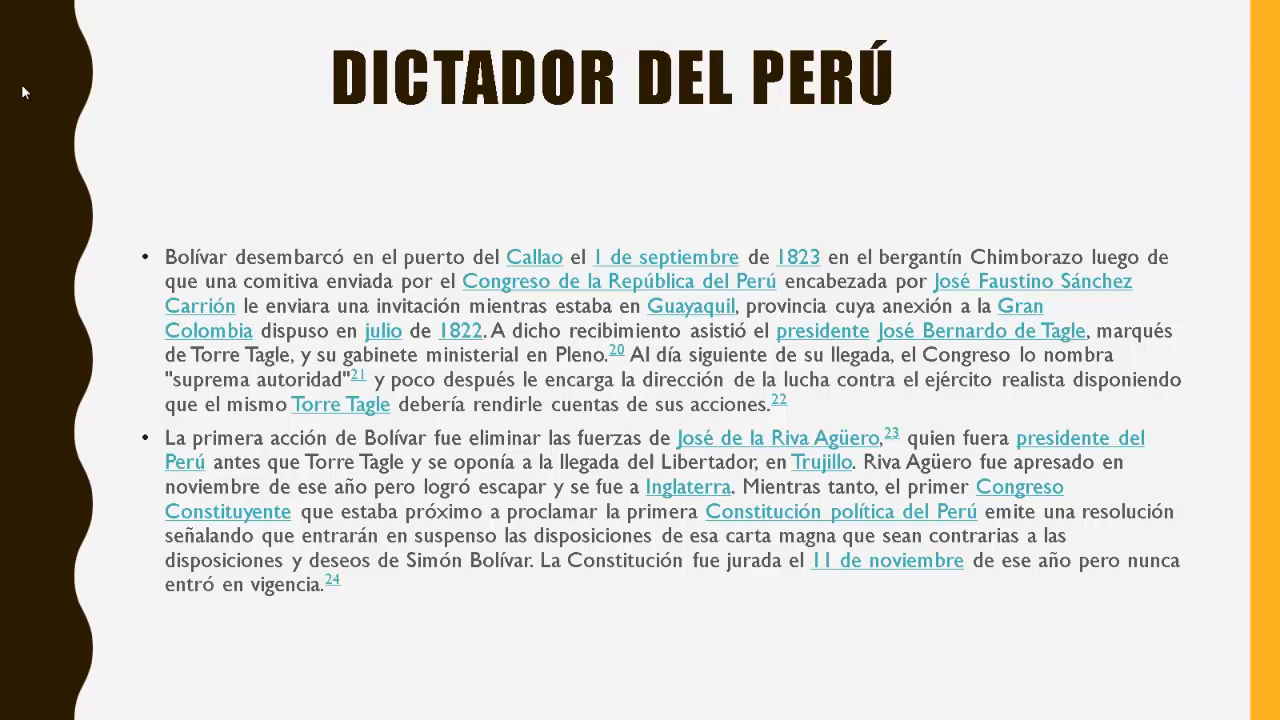 DICTADOR DEL PERÚ
• Bolívar desembarcó en el puerto del Callao el 1 de septiembre de 1823 en el bergantín Chimborazo luego de
que una comitiva enviada por el Congreso de la República del Perú encabezada por José Faustino Sánchez
Carrión le enviara una invitación mientras estaba en Guayaquil, provincia cuya anexión a la Gran
Colombia dispuso en julio de 1822. A dicho recibimiento asistió el presidente José Bernardo de Tagle, marqués
de Torre Tagle, y su gabinete ministerial en Pleno.20 Al día siguiente de su llegada, el Congreso lo nombra
"suprema autoridad"21 y poco después le encarga la dirección de la lucha contra el ejército realista disponiendo
que el mismo Torre Tagle debería rendirle cuentas de sus acciones.22
• La primera acción de Bolívar fue eliminar las fuerzas de José de la Riva Agüero,23 quien fuera presidente del
Perú antes que Torre Tagle y se oponía a la llegada del Libertador, en Trujillo. Riva Agüero fue apresado en
noviembre de ese año pero logró escapar y se fue a Inglaterra. Mientras tanto, el primer Congreso
Constituyente que estaba próximo a proclamar la primera Constitución política del Perú emite una resolución
señalando que entrarán en suspenso las disposiciones de esa carta magna que sean contrarias a las
disposiciones y deseos de Simón Bolívar. La Constitución fue jurada el 11 de noviembre de ese año pero nunca
entró en vigencia.24